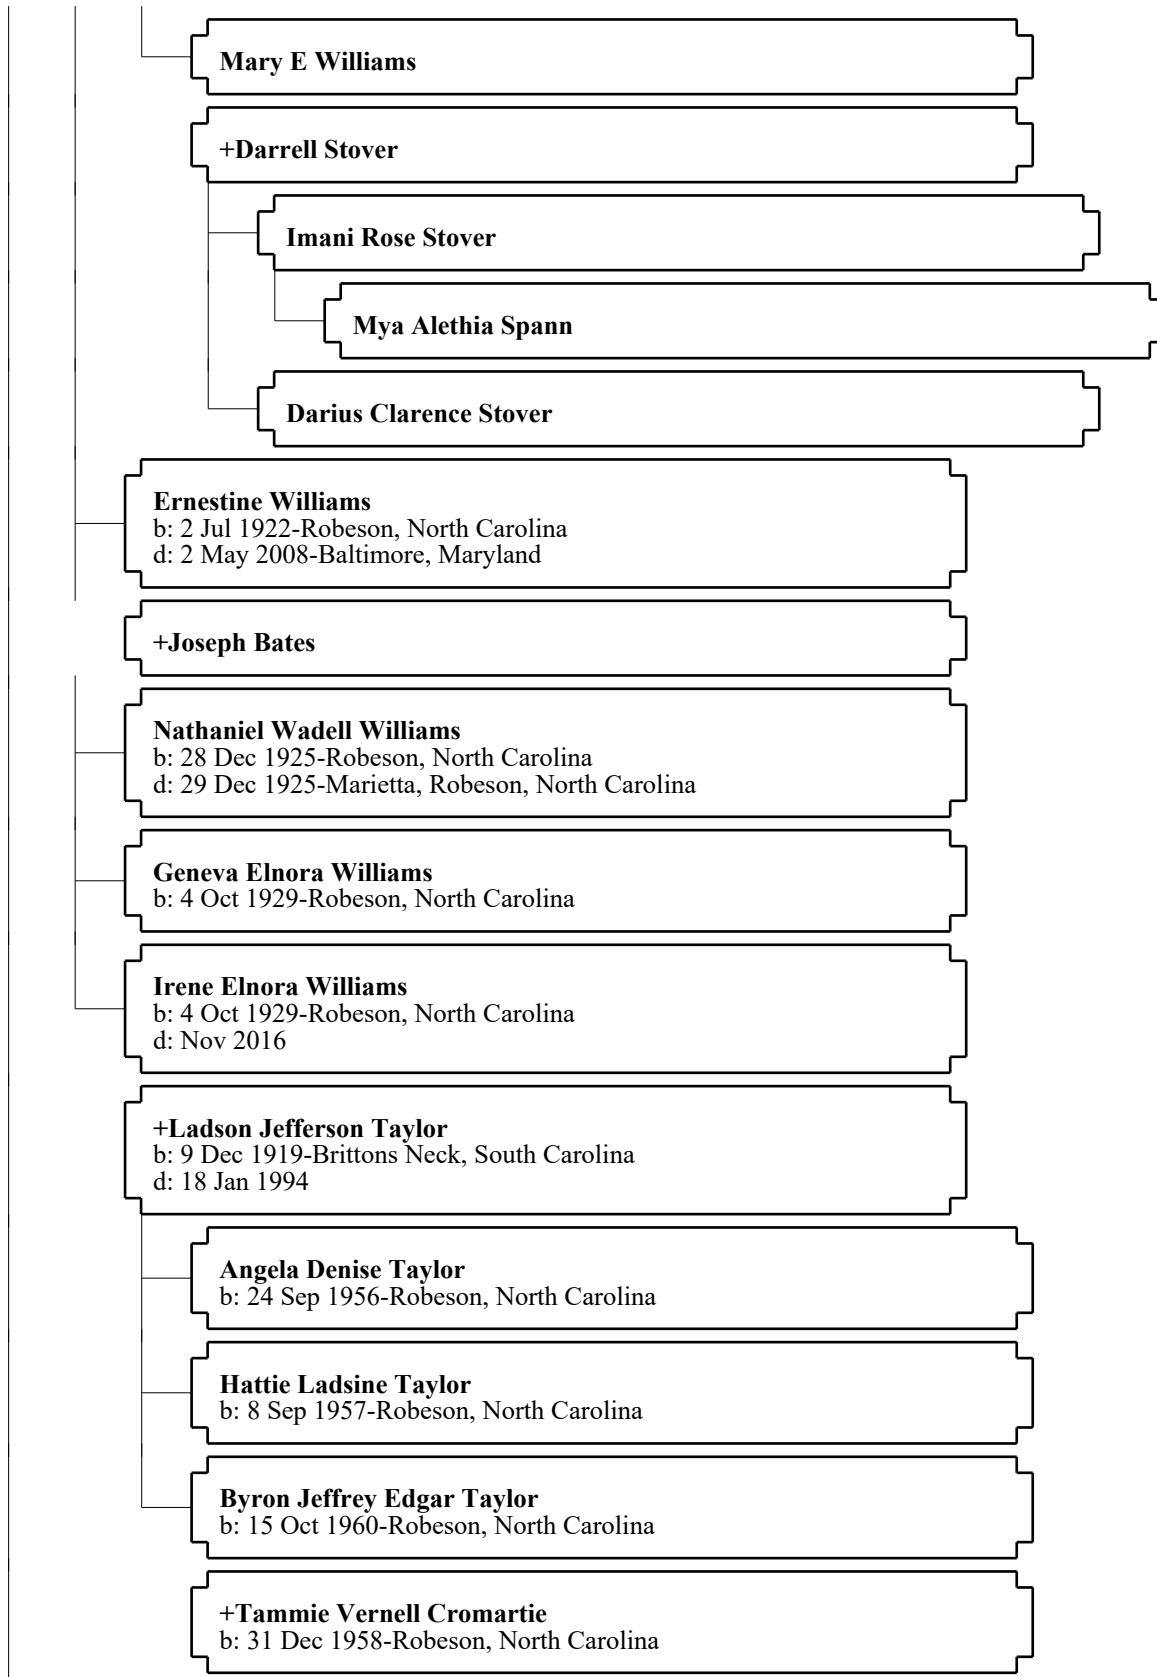 Mary E Williams
+Darrell Stover
Imani Rose Stover
Mya Alethia Spann
Darius Clarence Stover
Ernestine Williams
b: 2 Jul 1922-Robeson, North Carolina
d: 2 May 2008-Baltimore, Maryland
+Joseph Bates
Nathaniel Wadell Williams
b: 28 Dec 1925-Robeson, North Carolina
d: 29 Dec 1925-Marietta, Robeson, North Carolina
Geneva Elnora Williams
b: 4 Oct 1929-Robeson, North Carolina
Irene Elnora Williams
b: 4 Oct 1929-Robeson, North Carolina
d: Nov 2016
+Ladson Jefferson Taylor
b: 9 Dec 1919-Brittons Neck, South Carolina
d: 18 Jan 1994
Angela Denise Taylor
b: 24 Sep 1956-Robeson, North Carolina
Hattie Ladsine Taylor
b: 8 Sep 1957-Robeson, North Carolina
Byron Jeffrey Edgar Taylor
b: 15 Oct 1960-Robeson, North Carolina
+Tammie Vernell Cromartie
b: 31 Dec 1958-Robeson, North Carolina